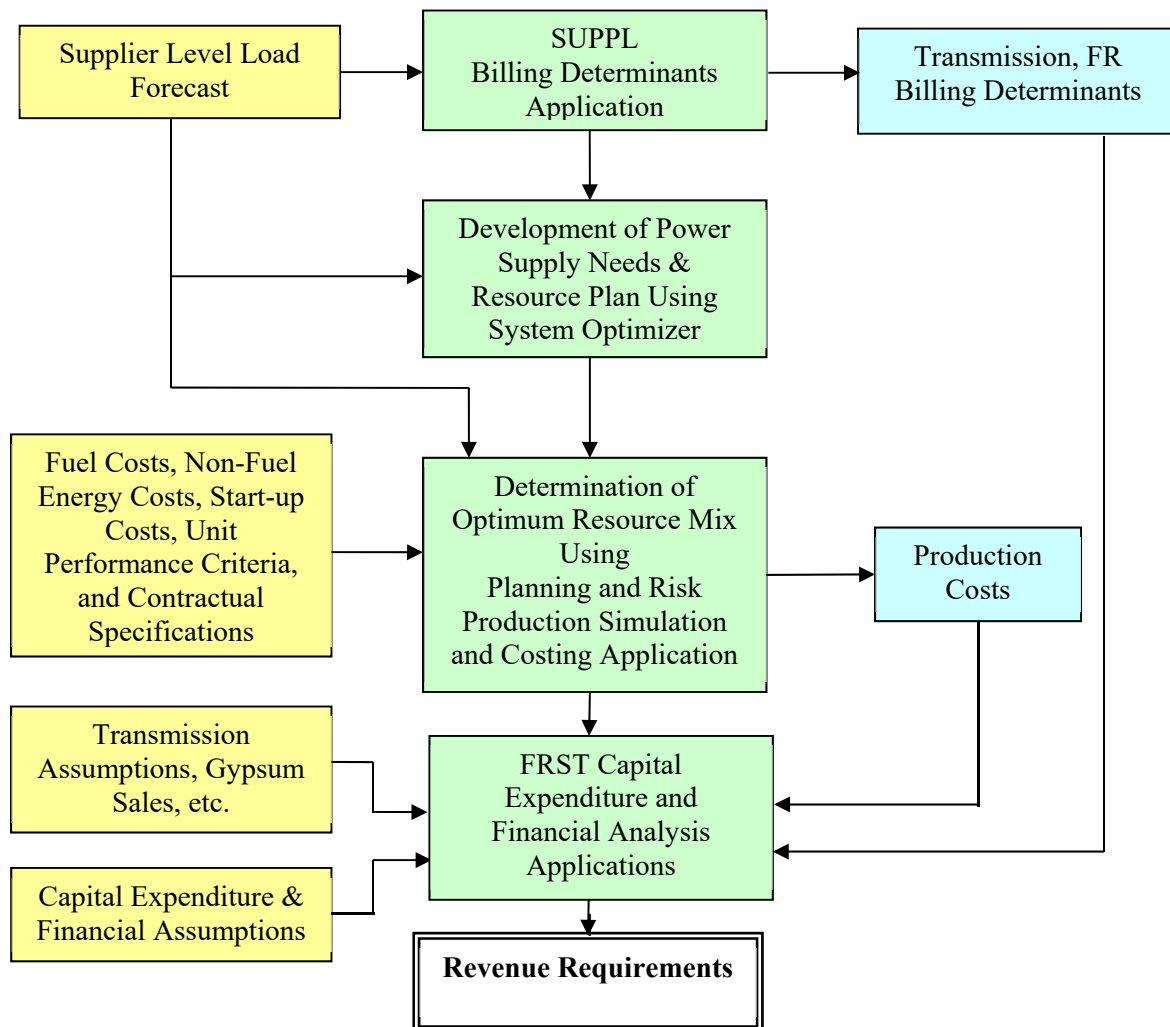 Supplier Level Load
Forecast
SUPPL
Billing Determinants
Application
Transmission, FR
Billing Determinants
Development of Power
Supply Needs &
Resource Plan Using
System Optimizer
Fuel Costs, Non-Fuel
Energy Costs, Start-up
Costs, Unit
Performance Criteria,
and Contractual
Specifications
Determination of
Optimum Resource Mix
Using
Planning and Risk
Production Simulation
and Costing Application
Production
Costs
Transmission
Assumptions, Gypsum
Sales, etc.
FRST Capital
Expenditure and
Financial Analysis
Applications
Capital Expenditure &
Financial Assumptions
Revenue Requirements